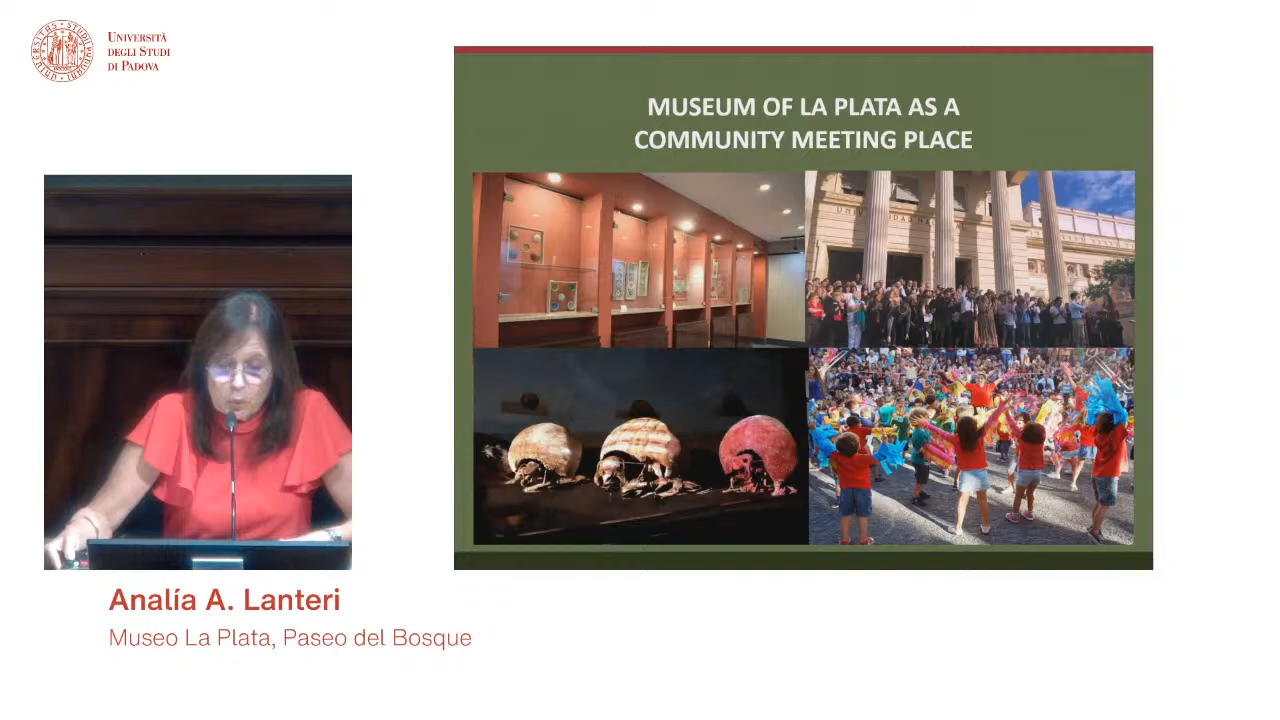 UNIVERSITÀ
DEGLI STUDI
DI PADOVA
MUSEUM OF LA PLATA AS A
COMMUNITY MEETING PLACE
Analía A. Lanteri
Museo La Plata, Paseo del Bosque